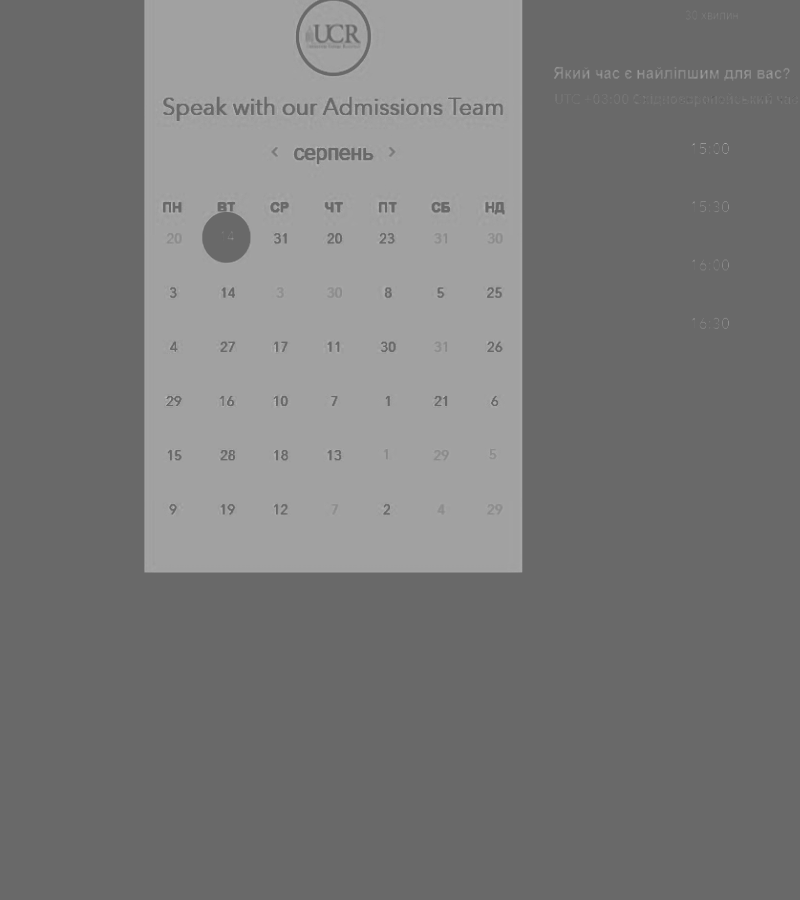 UCR
Speak with our Admissions Team
‹ серпень ›
ПН ВТ СР ЧТ ПТ СБ НД
20 14 31 20 23 31 30
3 14 3 30 8 5 25
4 27 17 11 30 31 26
29 16 10 7 1 21 6
15 28 18 13 1 29 5
9 19 12 7 2 4 29
30 хвилин
Який час є найліпшим для вас?
UTC +03:00
15:00
15:30
16:00
16:30